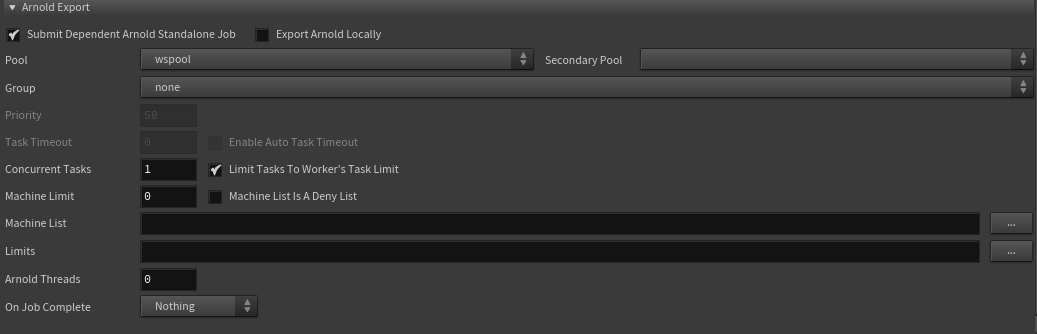 Arnold Export
Submit Dependent Arnold Standalone Job Export Arnold Locally
Pool wspool Secondary Pool
Group none
Priority 50
Task Timeout 0 Enable Auto Task Timeout
Concurrent Tasks 1 Limit Tasks To Worker's Task Limit
Machine Limit 0 Machine List Is A Deny List
Machine List ...
Limits ...
Arnold Threads 0
On Job Complete Nothing